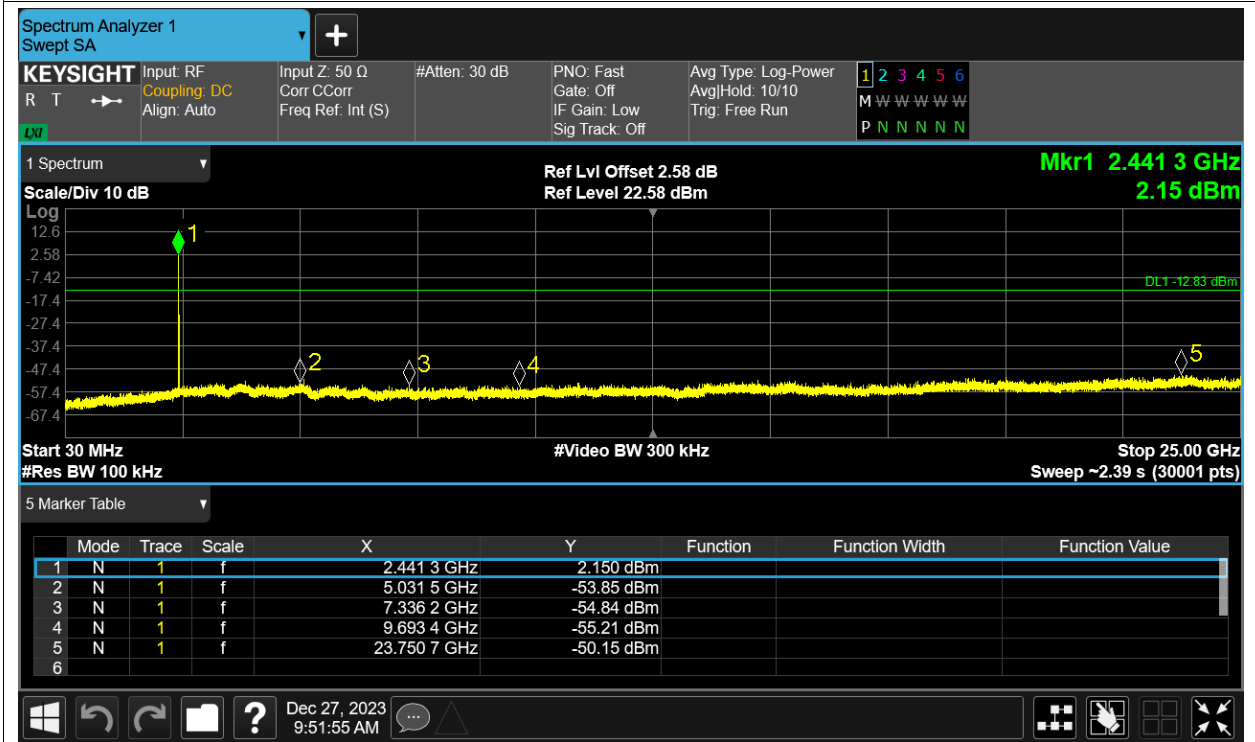 Spectrum Analyzer 1
Swept SA
KEYSIGHT Input: RF Input Z: 50 Ω #Atten: 30 dB PNO: Fast Avg Type: Log-Power 1 2 3 4 5 6
R T Coupling: DC Corr CCorr Gate: Off Avg|Hold: 10/10 M W W W W W
Align: Auto Freq Ref: Int (S) IF Gain: Low Trig: Free Run
LXI Sig Track: Off P N N N N N
1 Spectrum Ref Lvl Offset 2.58 dB Mkr1 2.441 3 GHz
Scale/Div 10 dB Ref Level 22.58 dBm 2.15 dBm
Log
12.6 1
2.58
-7.42 DL1 -12.83 dBm
-17.4
-27.4
-37.4
-47.4 2 3 4 5
-57.4
-67.4
Start 30 MHz #Video BW 300 kHz Stop 25.00 GHz
#Res BW 100 kHz Sweep ~2.39 s (30001 pts)
5 Marker Table
Mode Trace Scale X Y Function Function Width Function Value
1 N 1 f 2.441 3 GHz 2.150 dBm
2 N 1 f 5.031 5 GHz -53.85 dBm
3 N 1 f 7.336 2 GHz -54.84 dBm
4 N 1 f 9.693 4 GHz -55.21 dBm
5 N 1 f 23.750 7 GHz -50.15 dBm
6
? Dec 27, 2023
9:51:55 AM